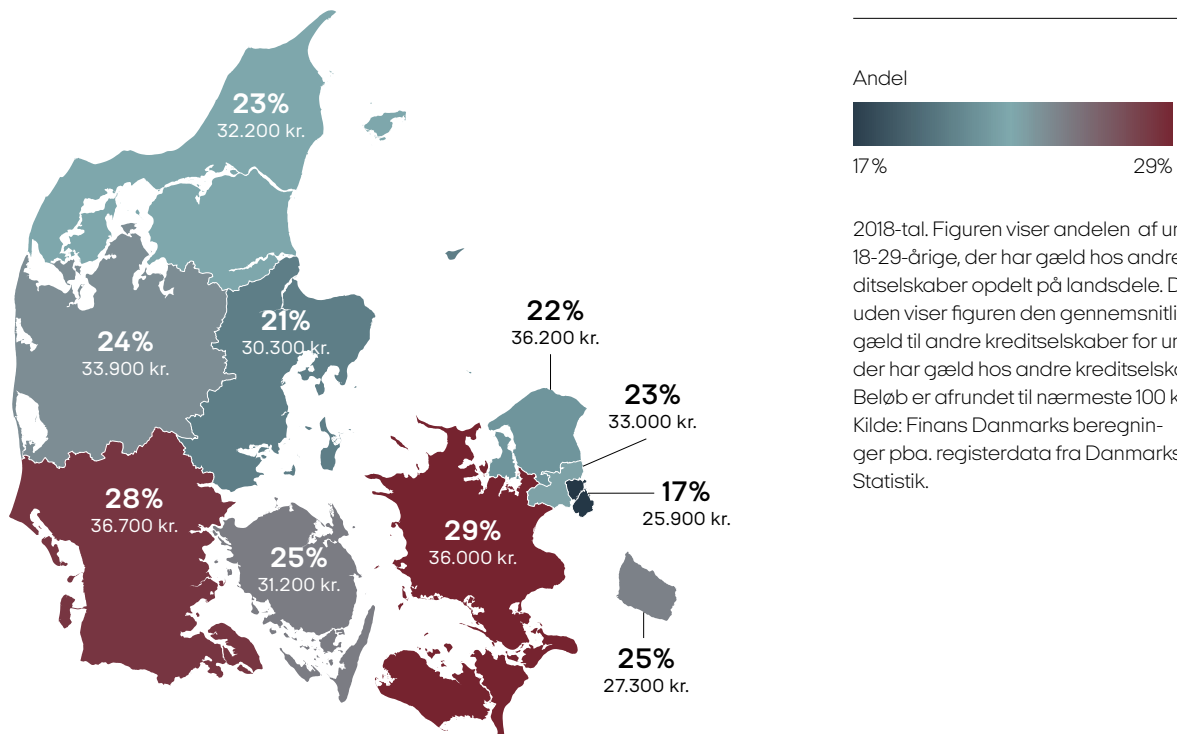 23%
32.200 kr.
24%
33.900 kr.
21%
30.300 kr.
28%
36.700 kr.
25%
31.200 kr.
29%
36.000 kr.
22%
36.200 kr.
23%
33.000 kr.
17%
25.900 kr.
25%
27.300 kr.
Andel
17%
29%
2018-tal. Figuren viser andelen af
18-29-årige, der har gæld hos andre
ditselskaber opdelt på landsdele.
uden viser figuren den
gæld til andre kreditselskaber for
der har gæld hos andre
Beløb er afrundet til nærmeste 100
Kilde: Finans Danmarks beregnin-
ger pba. registerdata fra Danmarks
Statistik.